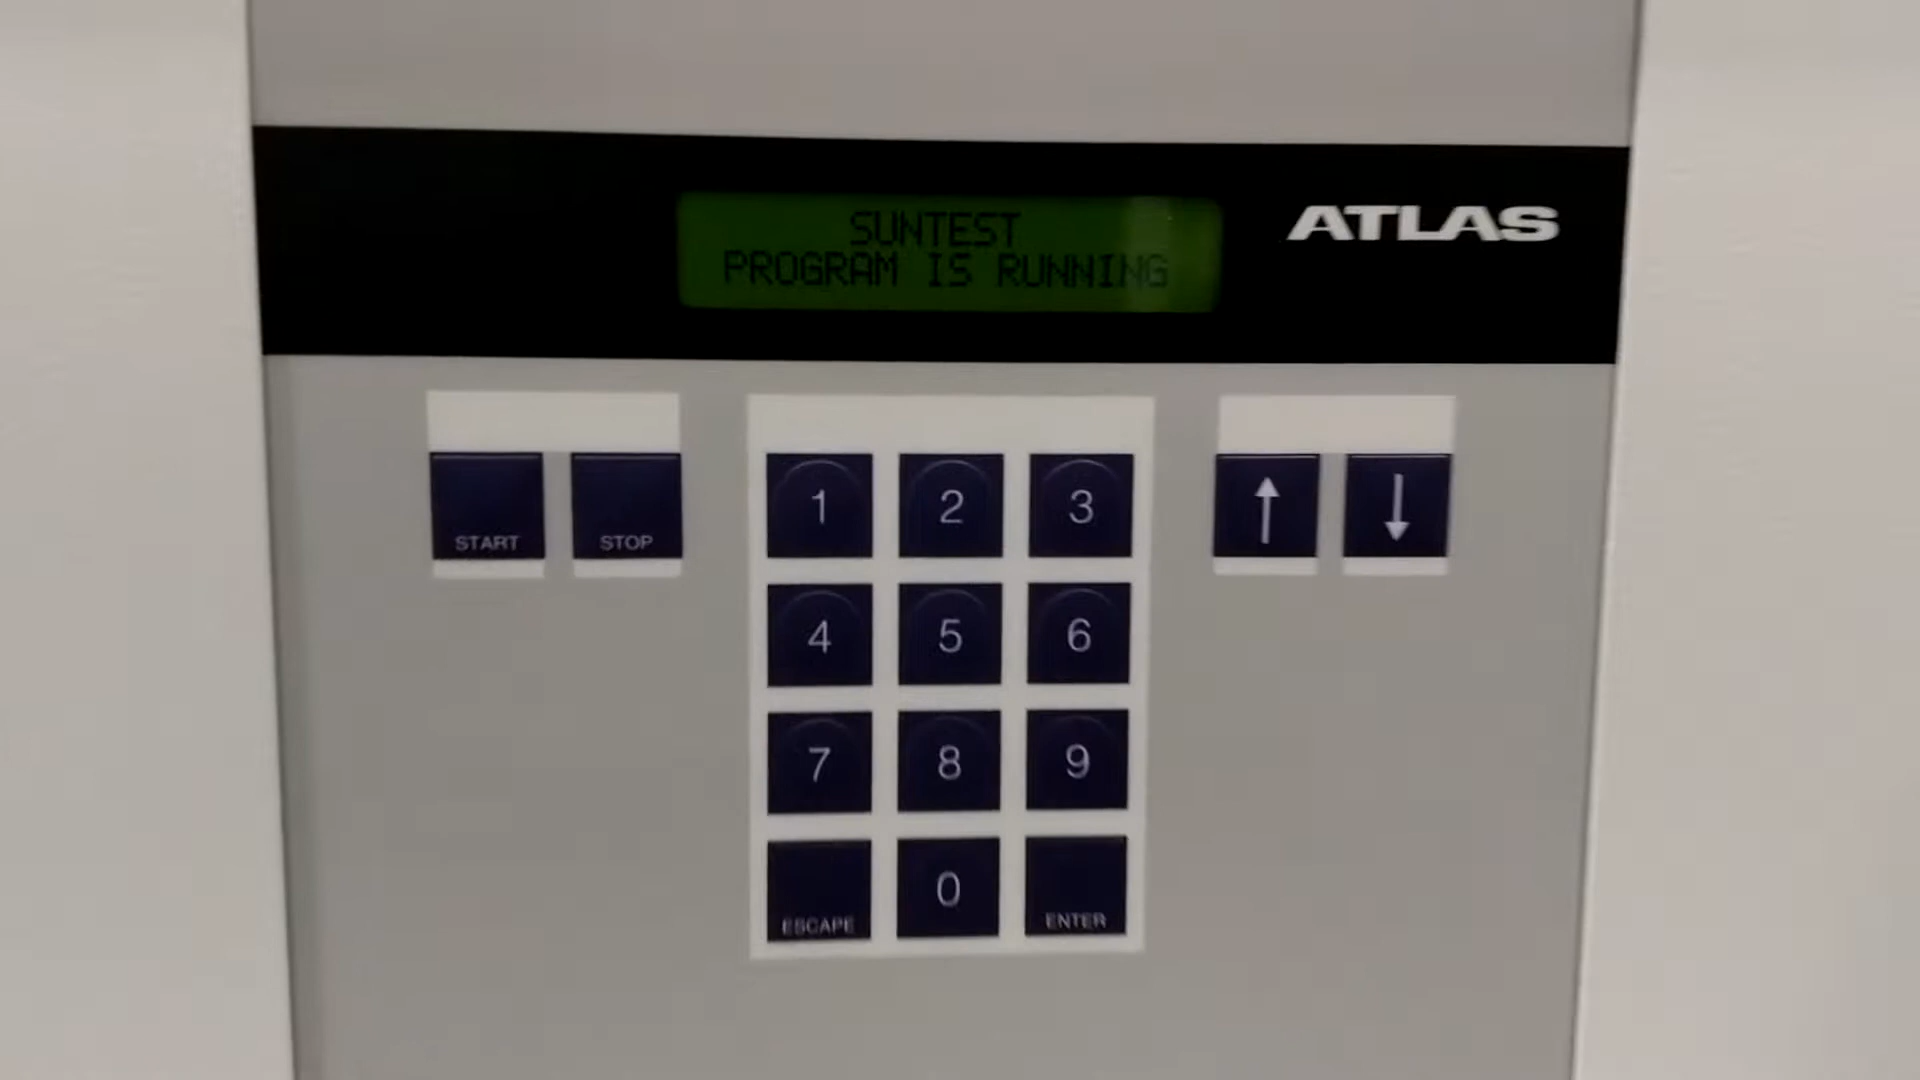 SUNTEST
PROGRAM IS RUNNING
ATLAS
START STOP
1 2 3
↑ ↓
4 5 6
7 8 9
ESCAPE 0 ENTER